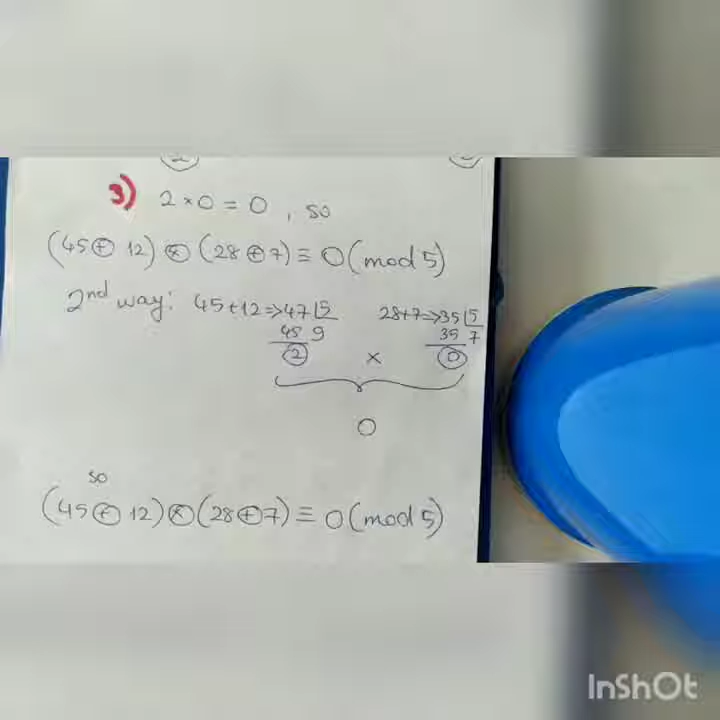 3) 2 × 0 = 0 , so
(45 ⊕ 12) ⊗ (28 ⊕ 7) ≡ 0 (mod 5)
2nd way: 45+12 => 47 | 5 28+7 => 35 | 5
45 9 35 7
2 × 0
0
so
(45 ⊕ 12) ⊗ (28 ⊕ 7) ≡ 0 (mod 5)
InShOt